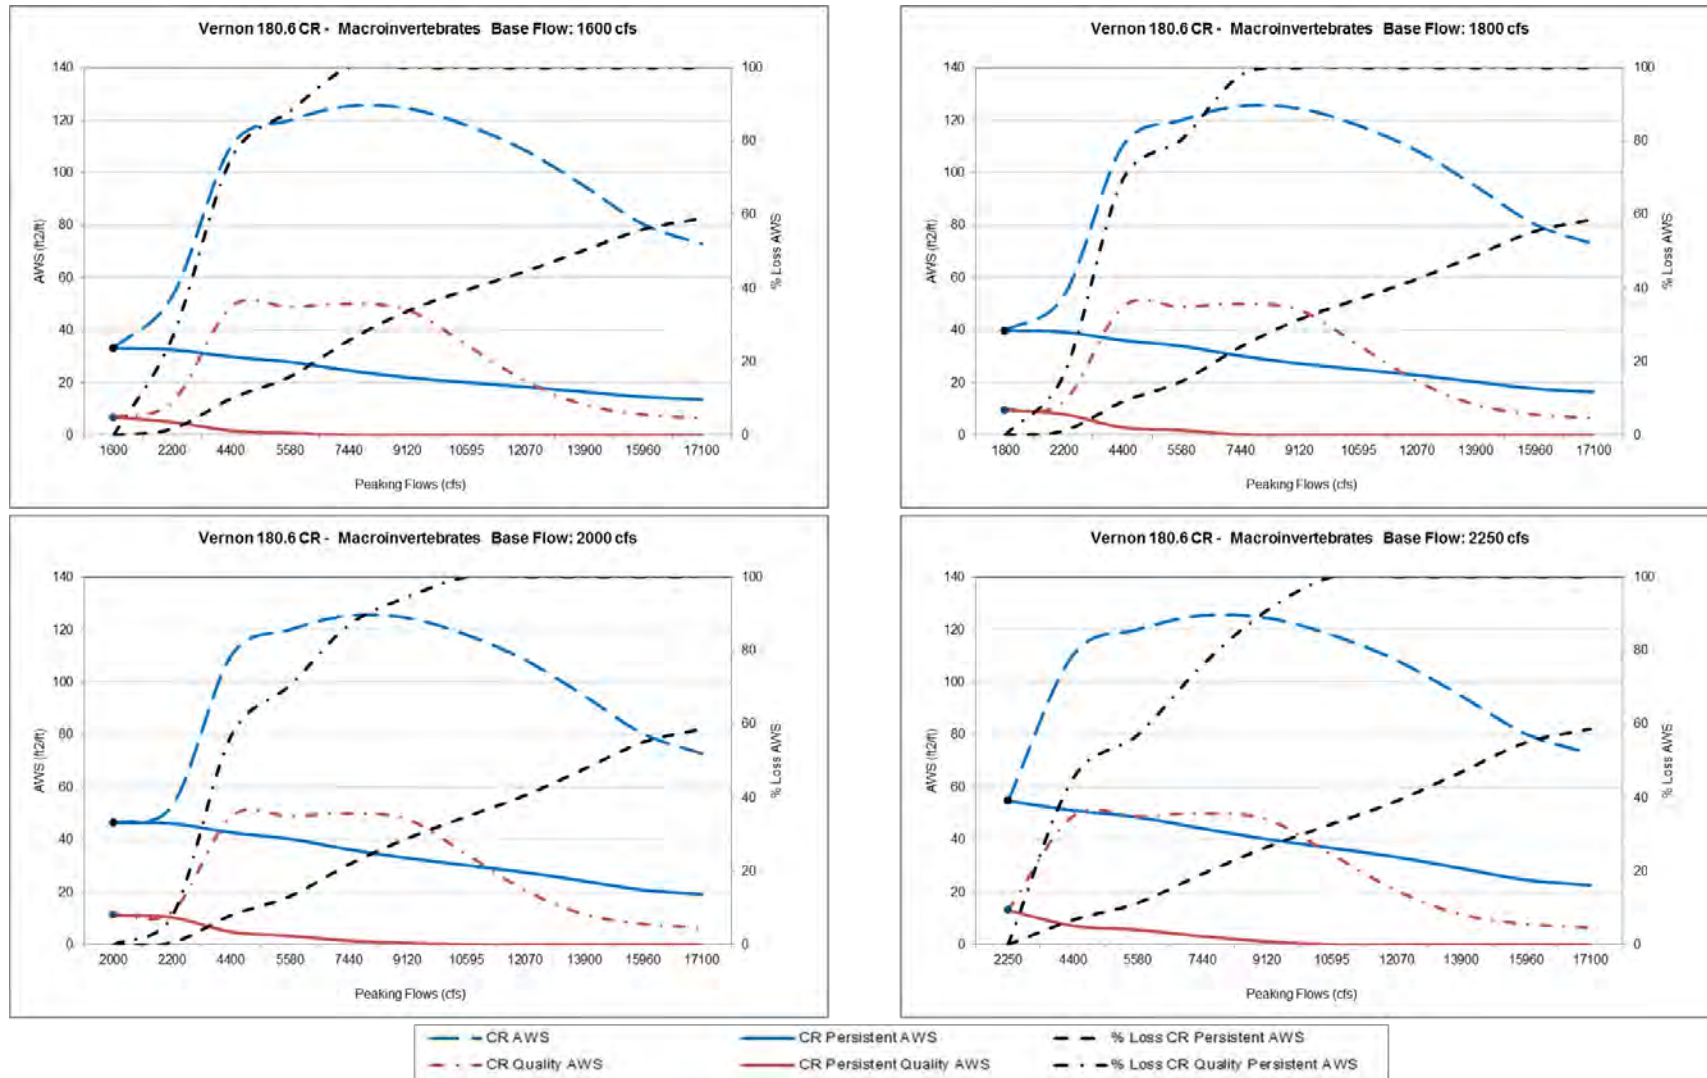 Vernon 180.6 CR - Macroinvertebrates Base Flow: 1600 cfs
140
120
100
80
60
40
20
0
AWS (ft2/ft)
100
80
60
40
20
0
% Loss AWS
1600 2200 4400 5580 7440 9120 10595 12070 13900 15960 17100
Peaking Flows (cfs)
Vernon 180.6 CR - Macroinvertebrates Base Flow: 1800 cfs
140
120
100
80
60
40
20
0
AWS (ft2/ft)
100
80
60
40
20
0
% Loss AWS
1800 2200 4400 5580 7440 9120 10595 12070 13900 15960 17100
Peaking Flows (cfs)
Vernon 180.6 CR - Macroinvertebrates Base Flow: 2000 cfs
140
120
100
80
60
40
20
0
AWS (ft2/ft)
100
80
60
40
20
0
% Loss AWS
2000 2200 4400 5580 7440 9120 10595 12070 13900 15960 17100
Peaking Flows (cfs)
Vernon 180.6 CR - Macroinvertebrates Base Flow: 2250 cfs
140
120
100
80
60
40
20
0
AWS (ft2/ft)
100
80
60
40
20
0
% Loss AWS
2250 4400 5580 7440 9120 10595 12070 13900 15960 17100
Peaking Flows (cfs)
CR AWS CR Persistent AWS % Loss CR Persistent AWS
CR Quality AWS CR Persistent Quality AWS % Loss CR Quality Persistent AWS